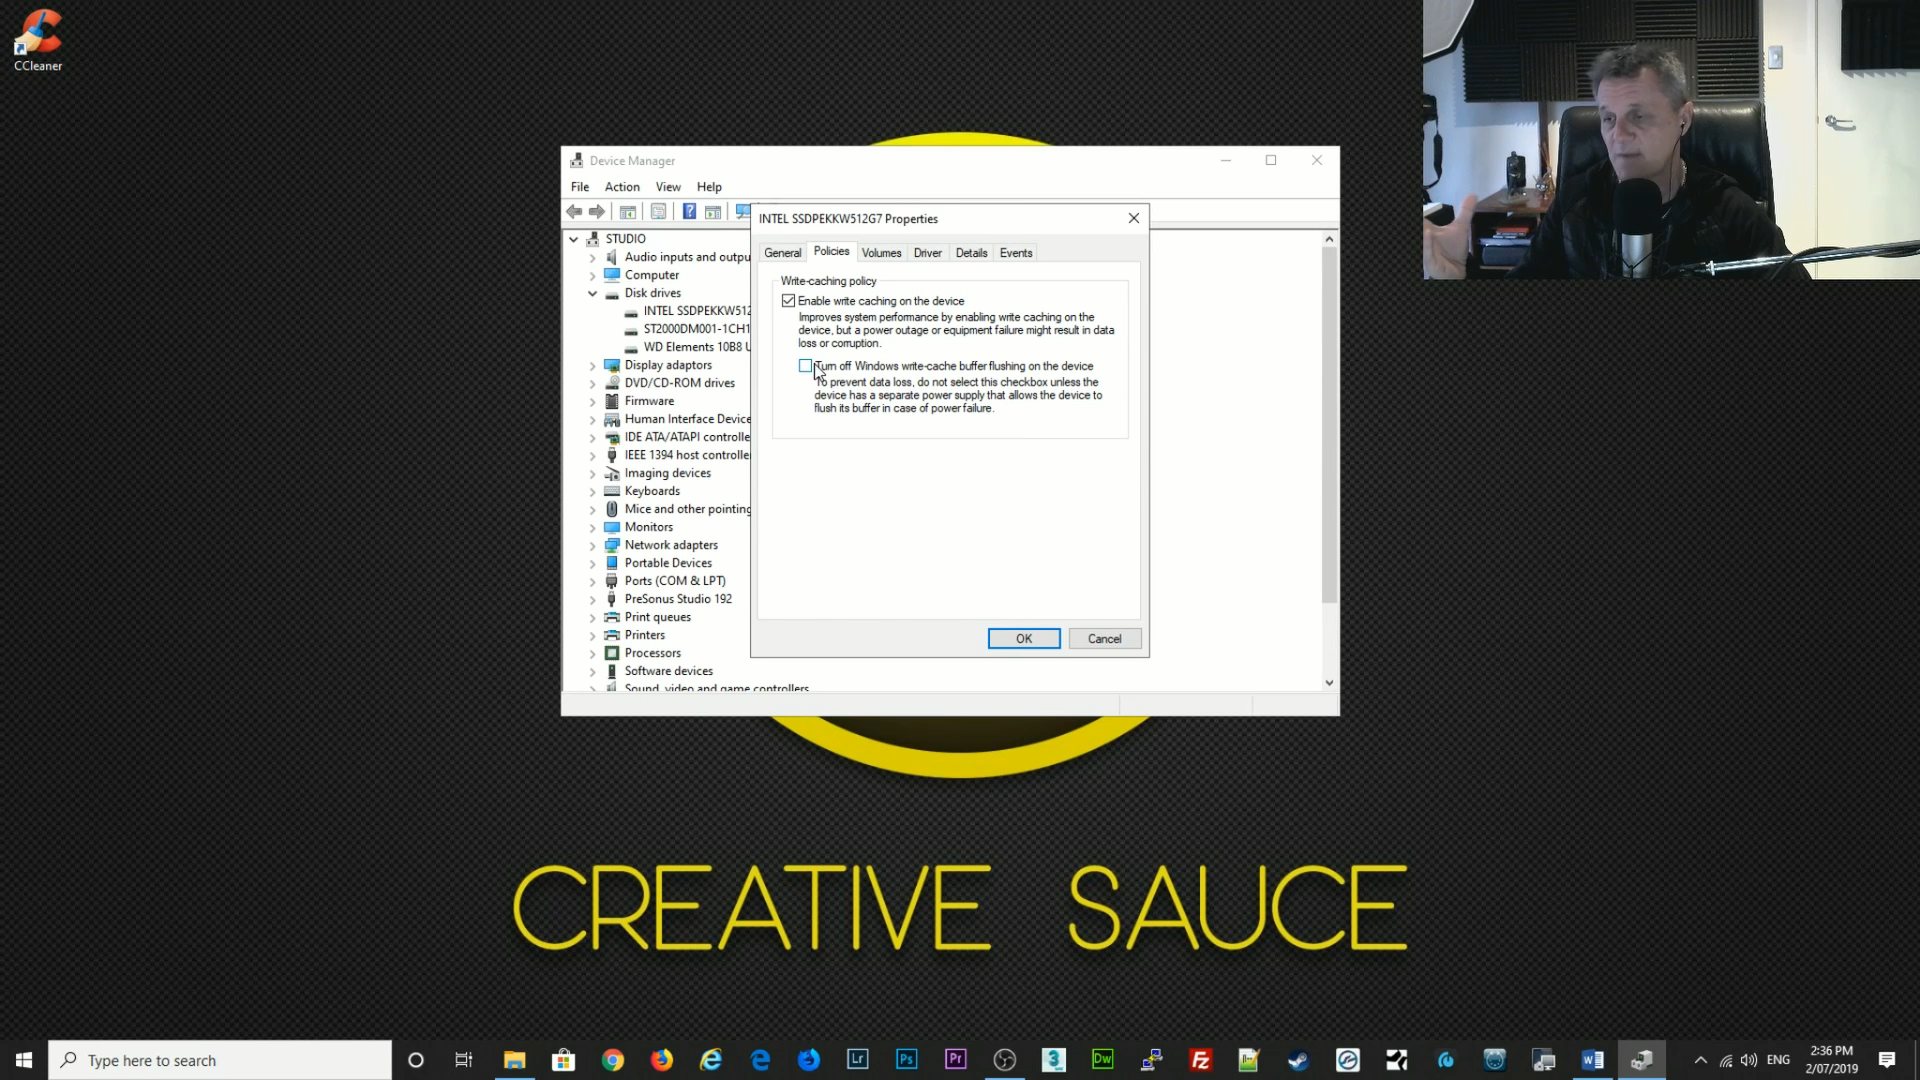 CCleaner
Device Manager
File Action View Help
INTEL SSDPEKKW512G7 Properties
General Policies Volumes Driver Details Events
STUDIO
Audio inputs and outpu
Computer
Disk drives
INTEL SSDPEKKW512
ST2000DM001-1CH1
WD Elements 10B8 U
Display adaptors
DVD/CD-ROM drives
Firmware
Human Interface Device
IDE ATA/ATAPI controlle
IEEE 1394 host controller
Imaging devices
Keyboards
Mice and other pointing
Monitors
Network adapters
Portable Devices
Ports (COM & LPT)
PreSonus Studio 192
Print queues
Printers
Processors
Software devices
Sound, video and game controllers
Write-caching policy
Enable write caching on the device
Improves system performance by enabling write caching on the
device, but a power outage or equipment failure might result in data
loss or corruption.
Turn off Windows write-cache buffer flushing on the device
To prevent data loss, do not select this checkbox unless the
device has a separate power supply that allows the device to
flush its buffer in case of power failure.
OK Cancel
CREATIVE SAUCE
Type here to search
Lr Ps Pr 3 Dw FZ W
ENG
2:36 PM
2/07/2019